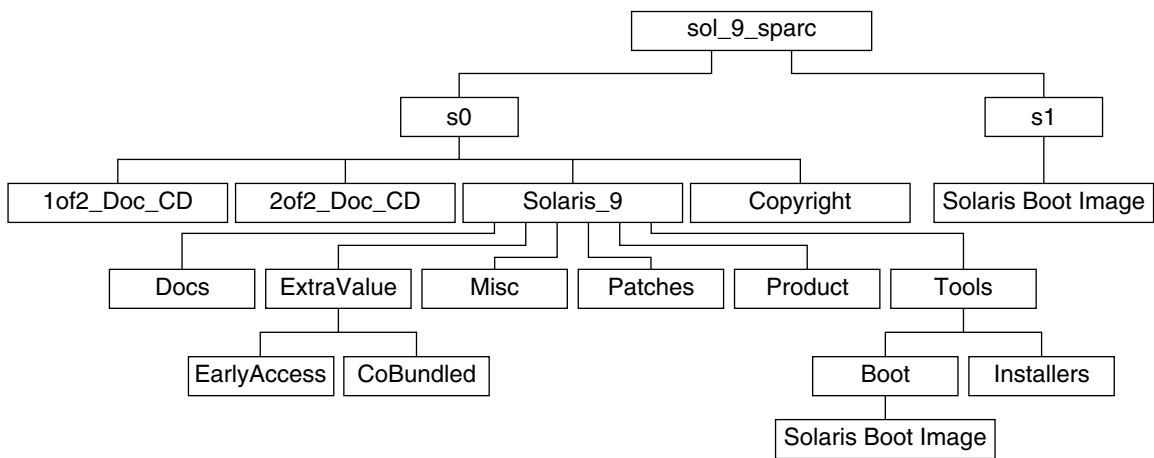 sol_9_sparc
s0
s1
1of2_Doc_CD
2of2_Doc_CD
Solaris_9
Copyright
Solaris Boot Image
Docs
ExtraValue
Misc
Patches
Product
Tools
EarlyAccess
CoBundled
Boot
Installers
Solaris Boot Image